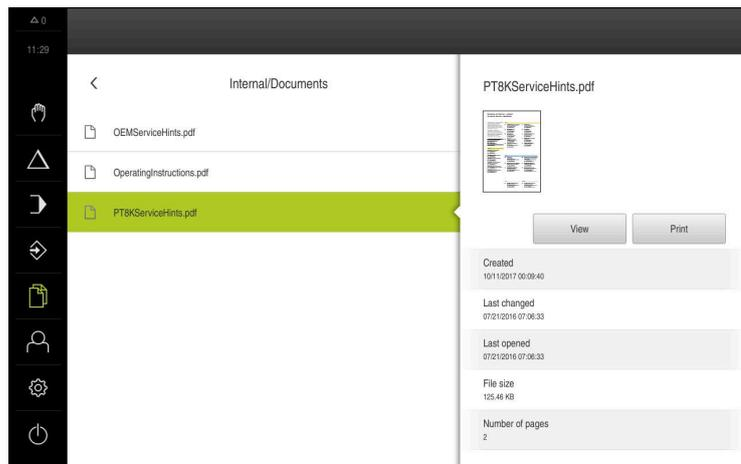 0
11:29
Internal/Documents
OEMServiceHints.pdf
OperatingInstructions.pdf
PT8KServiceHints.pdf
PT8KServiceHints.pdf
View
Print
Created
10/11/2017 00:09:40
Last changed
07/21/2016 07:06:33
Last opened
07/21/2016 07:06:33
File size
125.46 KB
Number of pages
2